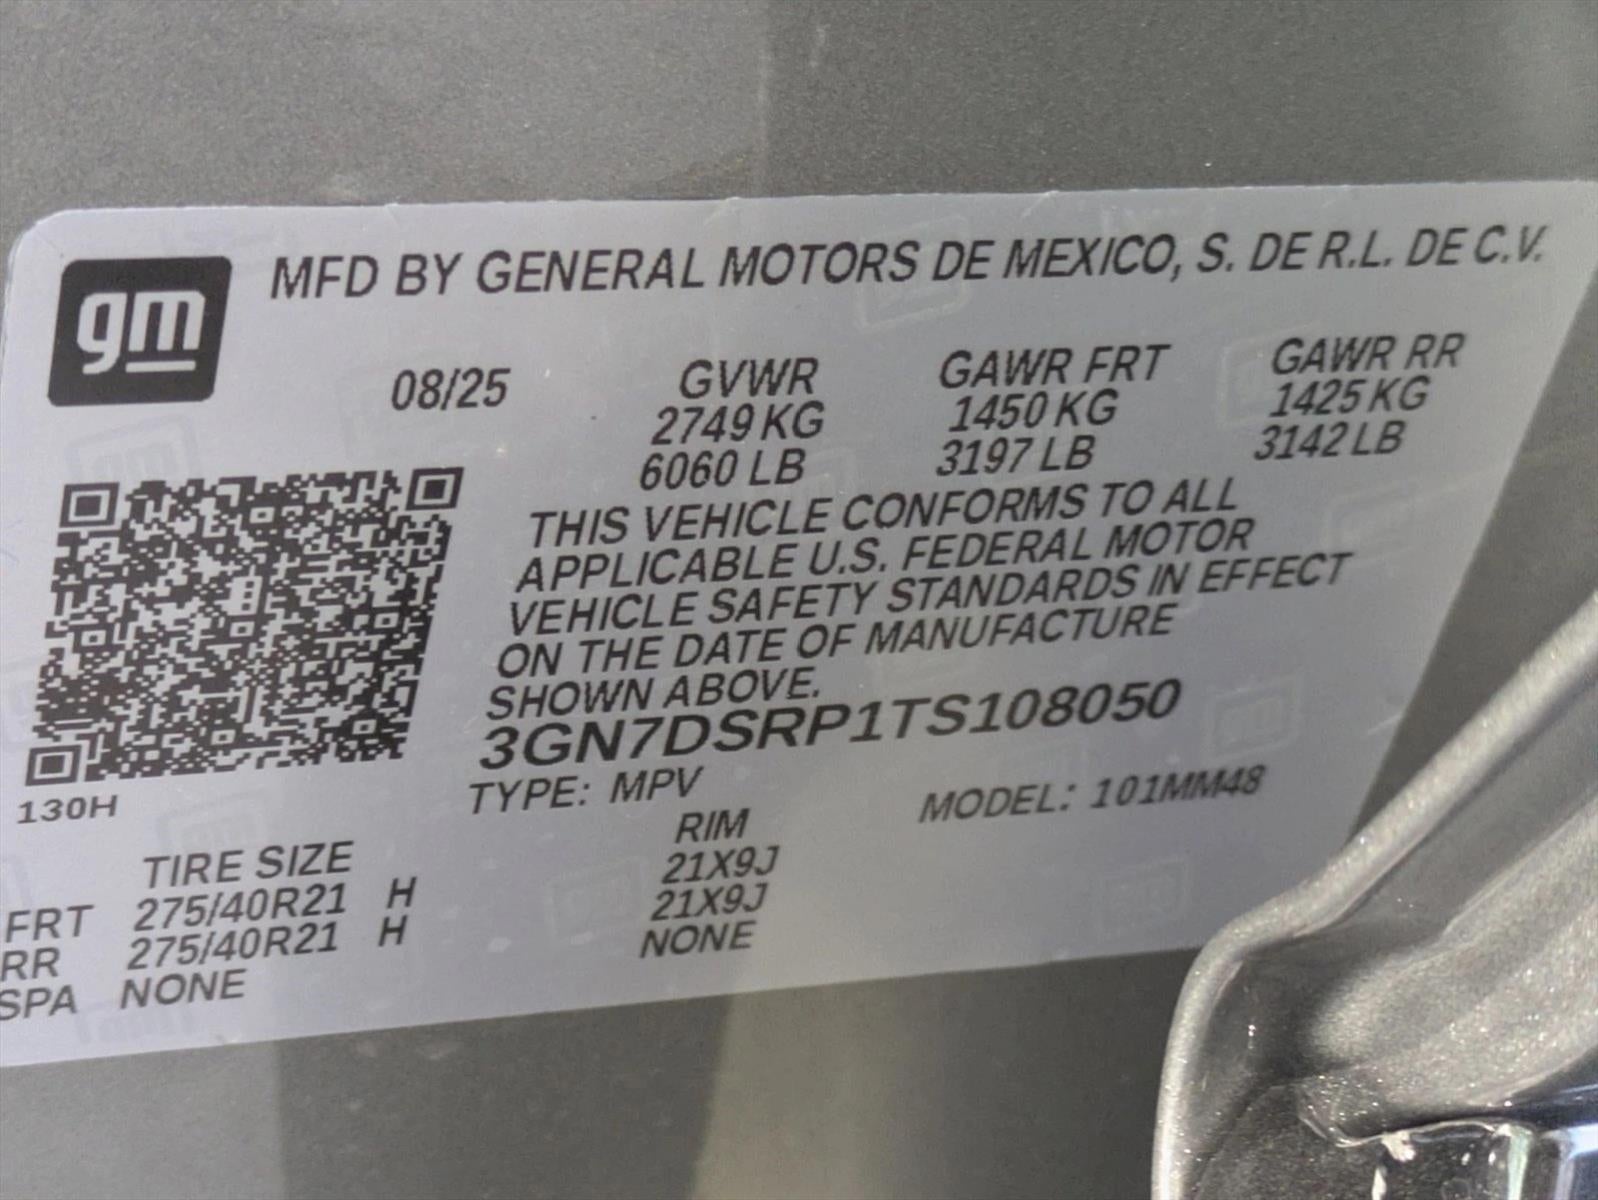 gm
MFD BY GENERAL MOTORS DE MEXICO, S. DE R.L. DE C.V.
08/25 GVWR GAWR FRT GAWR RR
2749 KG 1450 KG 1425 KG
6060 LB 3197 LB 3142 LB
THIS VEHICLE CONFORMS TO ALL
APPLICABLE U.S. FEDERAL MOTOR
VEHICLE SAFETY STANDARDS IN EFFECT
ON THE DATE OF MANUFACTURE
SHOWN ABOVE.
3GN7DSRP1TS108050
130H
TYPE: MPV MODEL: 101MM48
TIRE SIZE RIM
FRT 275/40R21 H 21X9J
RR 275/40R21 H 21X9J
SPA NONE NONE